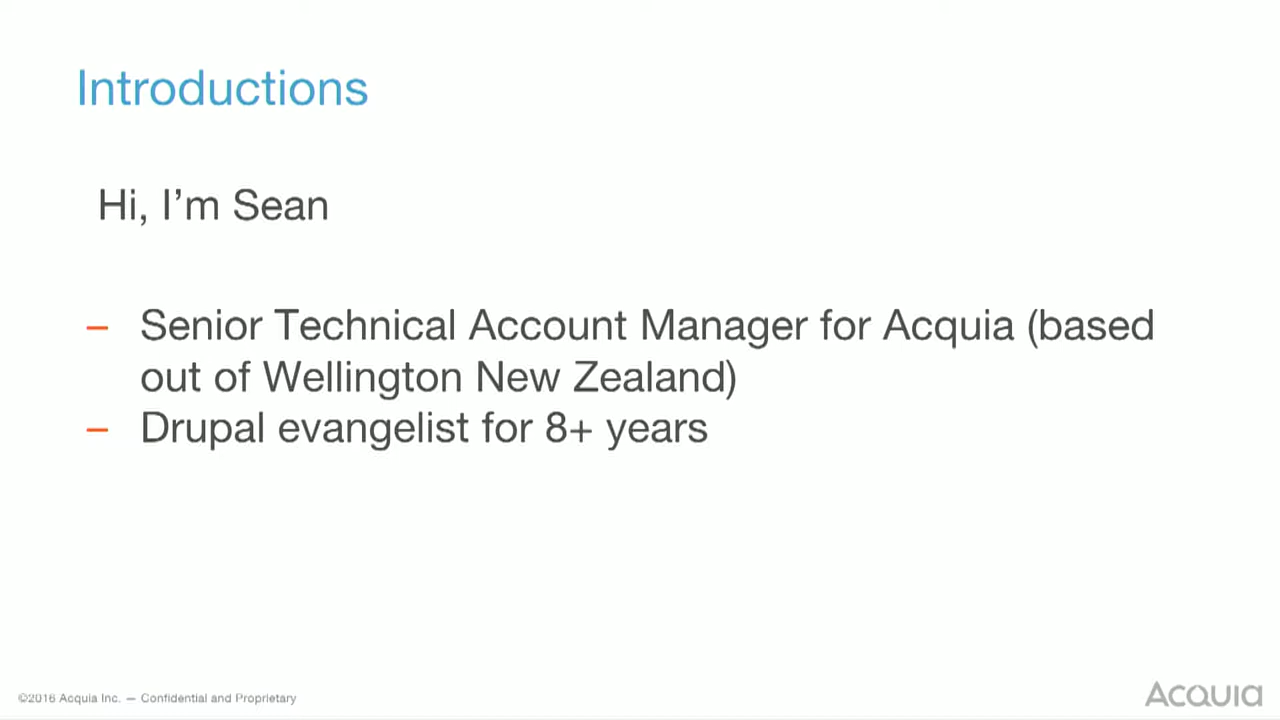 Introductions
Hi, I’m Sean
– Senior Technical Account Manager for Acquia (based
out of Wellington New Zealand)
– Drupal evangelist for 8+ years
©2016 Acquia Inc. — Confidential and Proprietary
Acquia